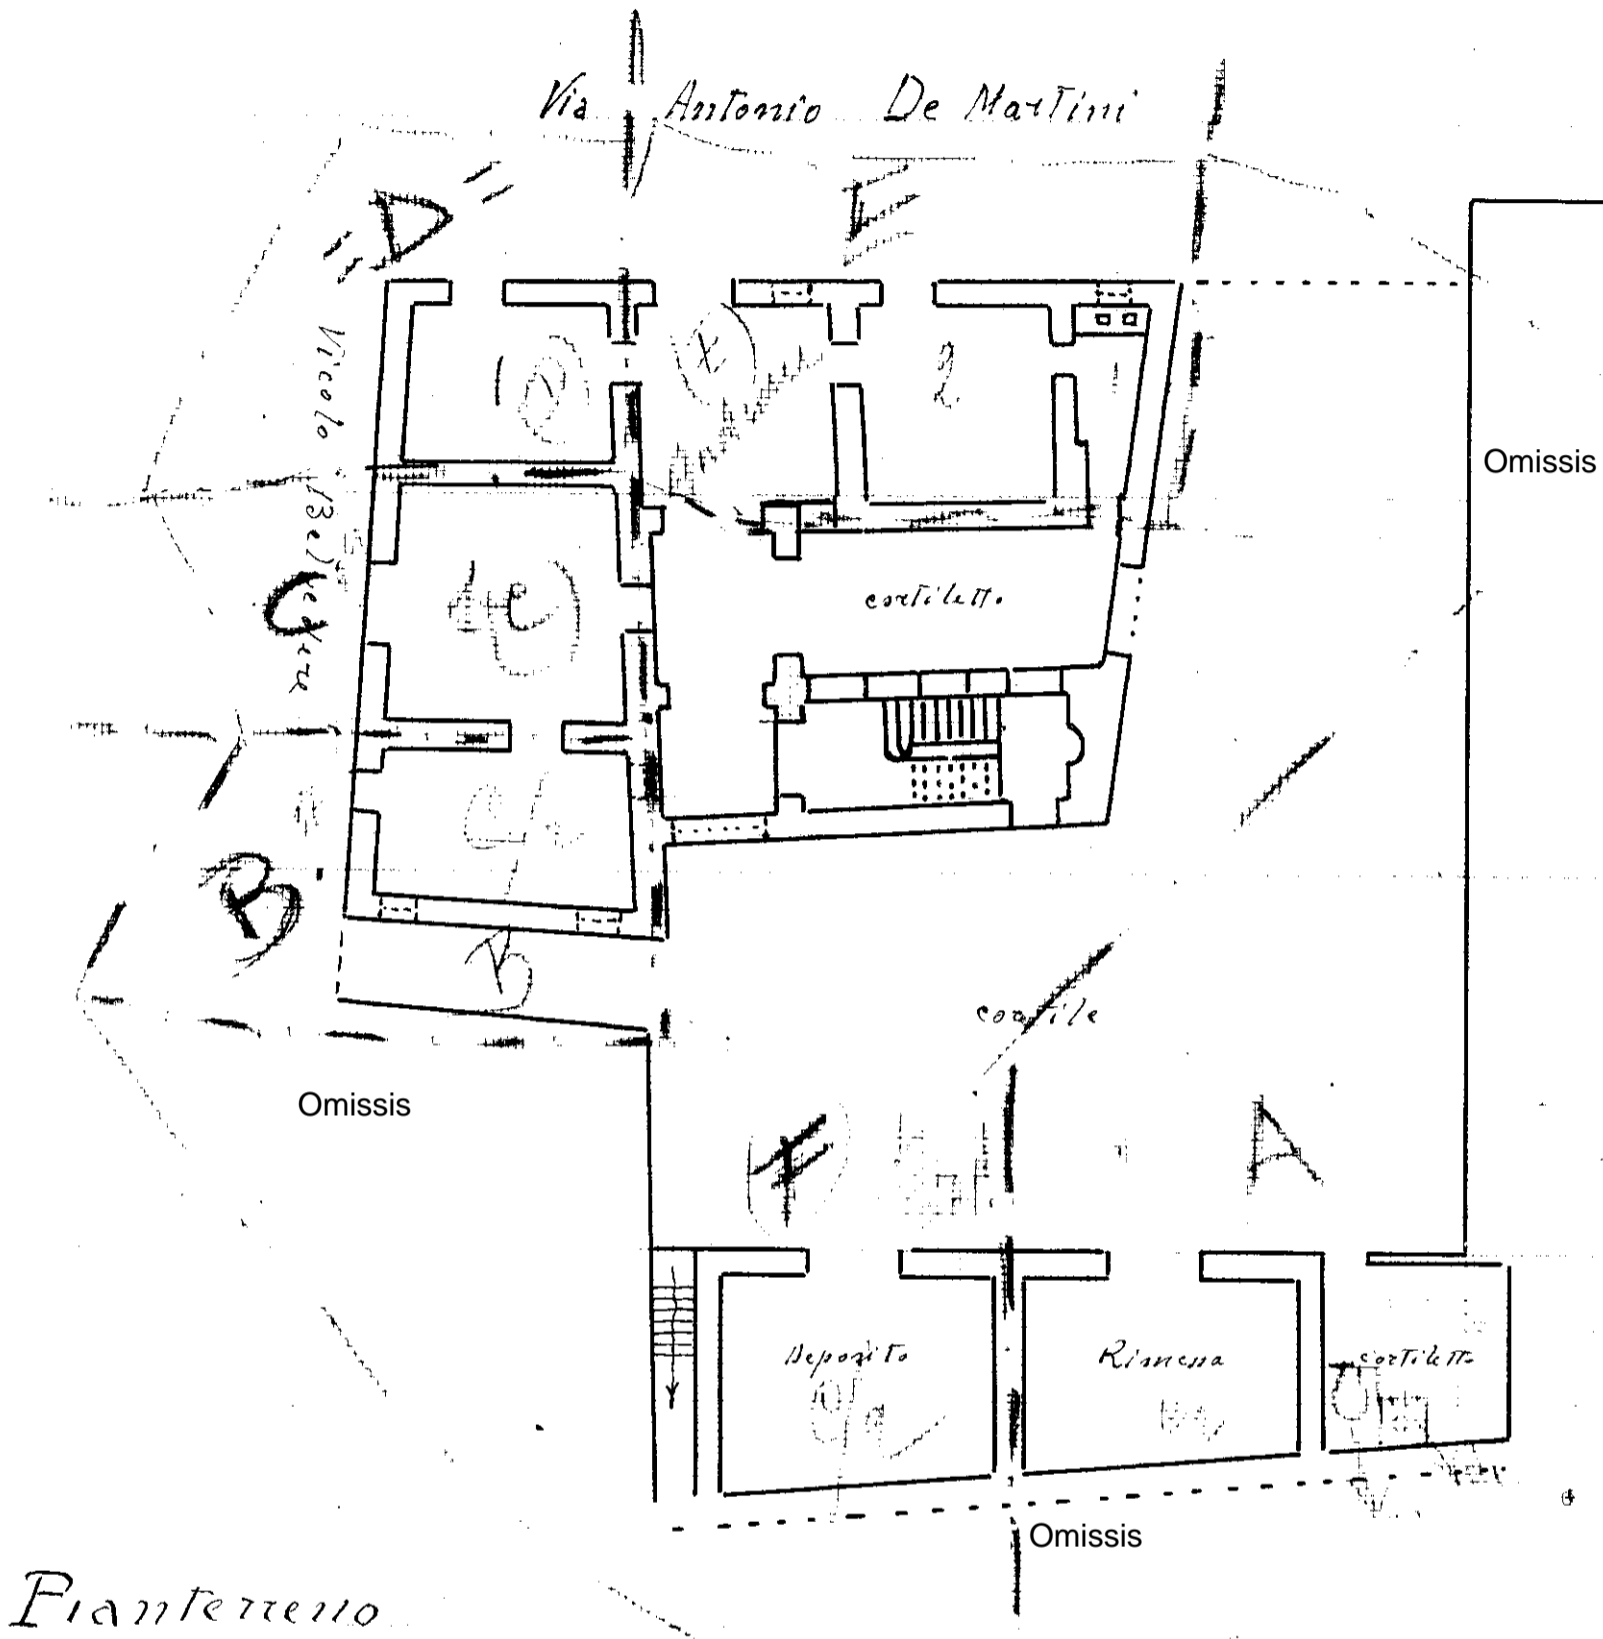 Via Antonio De Martini
"D"
E
Vicolo Belvedere
2
Omissis
C
cortiletto
B
B
cortile
Omissis
A
Deposito
Rimessa
cortiletto
Omissis
Pianterreno